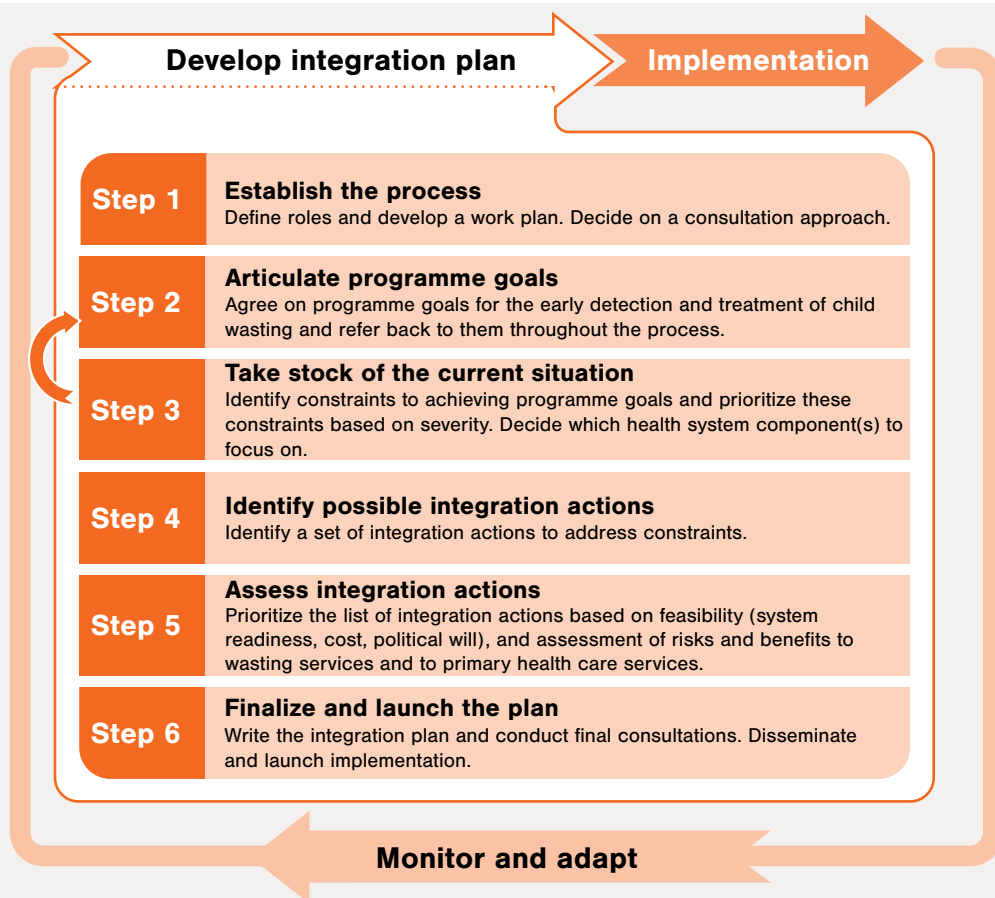 Develop integration plan
Implementation
Step 1
Establish the process
Define roles and develop a work plan. Decide on a consultation approach.
Step 2
Articulate programme goals
Agree on programme goals for the early detection and treatment of child
wasting and refer back to them throughout the process.
Step 3
Take stock of the current situation
Identify constraints to achieving programme goals and prioritize these
constraints based on severity. Decide which health system component(s) to
focus on.
Step 4
Identify possible integration actions
Identify a set of integration actions to address constraints.
Step 5
Assess integration actions
Prioritize the list of integration actions based on feasibility (system
readiness, cost, political will), and assessment of risks and benefits to
wasting services and to primary health care services.
Step 6
Finalize and launch the plan
Write the integration plan and conduct final consultations. Disseminate
and launch implementation.
Monitor and adapt